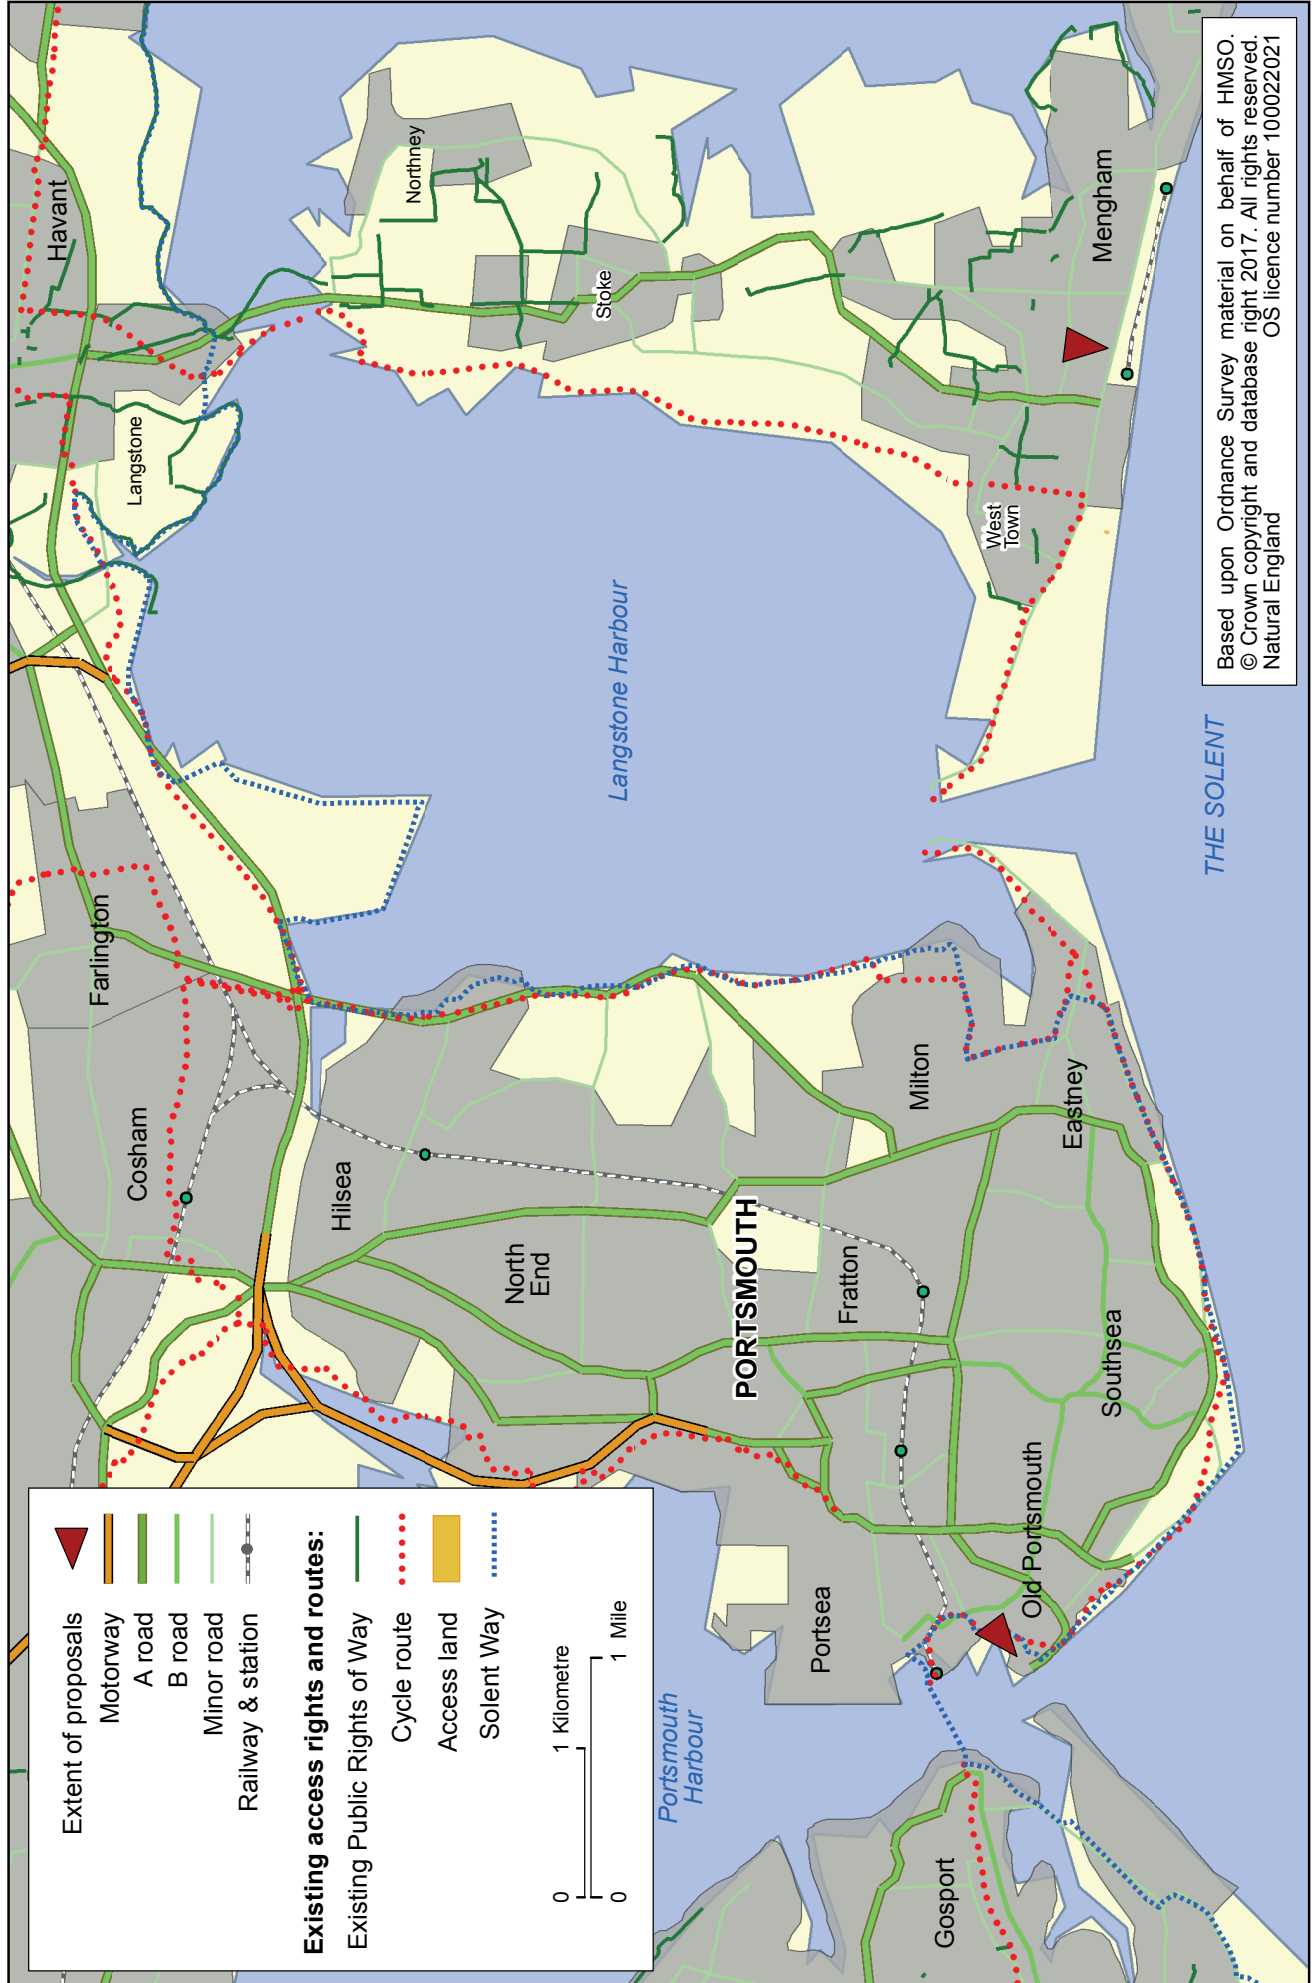 Extent of proposals
Motorway
A road
B road
Minor road
Railway & station
Existing access rights and routes:
Existing Public Rights of Way
Cycle route
Access land
Solent Way
0 1 Kilometre
0 1 Mile
Havant
Northney
Langstone
Stoke
Mengham
West
Town
Langstone Harbour
THE SOLENT
Farlington
Cosham
Hilsea
North
End
PORTSMOUTH
Fratton
Milton
Eastney
Southsea
Old Portsmouth
Portsea
Portsmouth
Harbour
Gosport
Based upon Ordnance Survey material on behalf of HMSO.
© Crown copyright and database right 2017. All rights reserved.
Natural England OS licence number 100022021